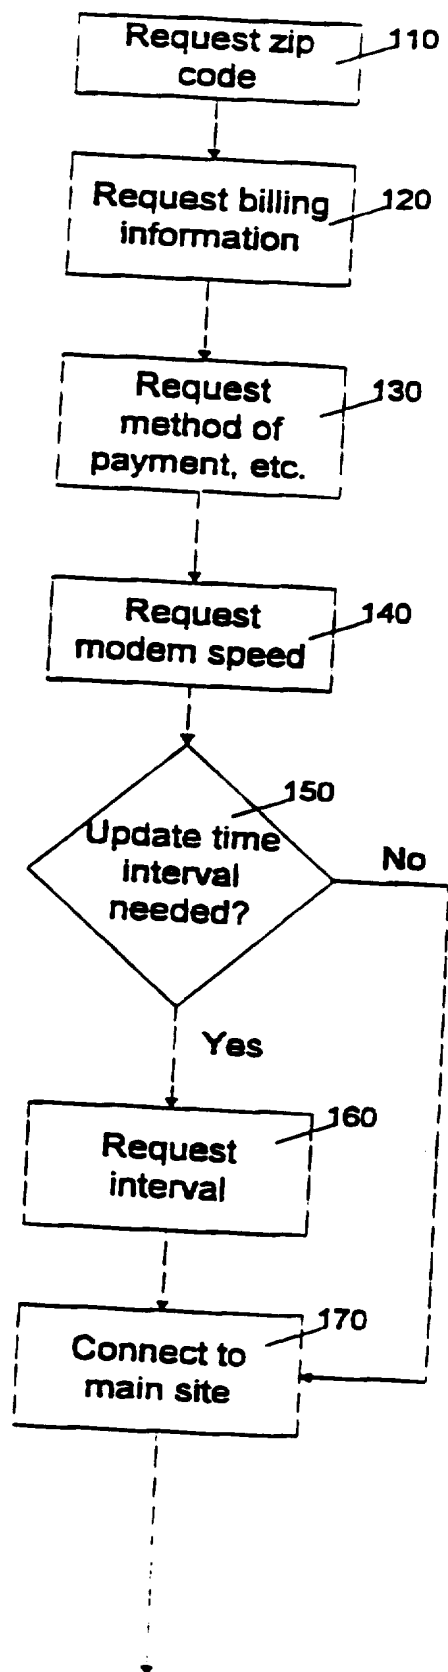 Request zip
code
110
Request billing
information
120
Request
method of
payment, etc.
130
Request
modem speed
140
150
Update time
interval
needed?
No
Yes
Request
interval
160
Connect to
main site
170